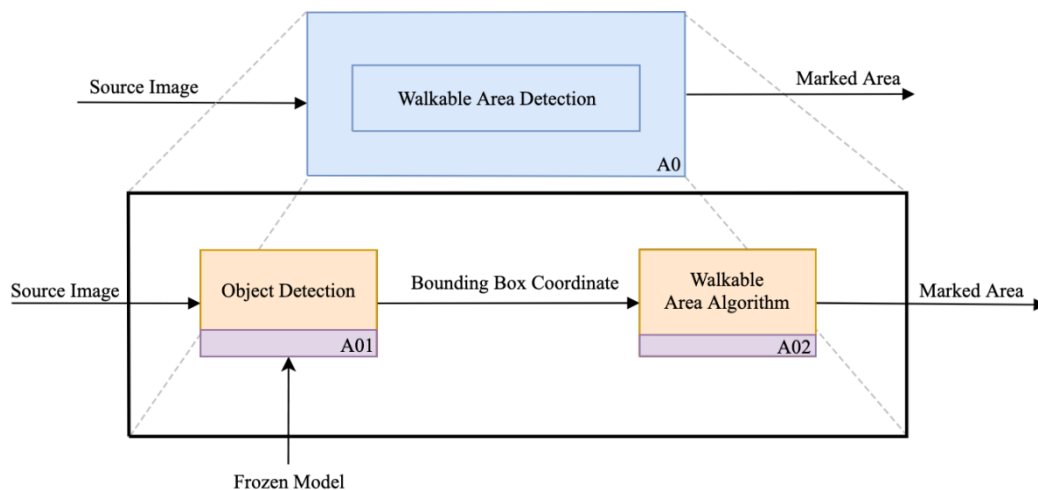 Source Image
Walkable Area Detection
Marked Area
A0
Source Image
Object Detection
A01
Bounding Box Coordinate
Walkable
Area Algorithm
A02
Marked Area
Frozen Model